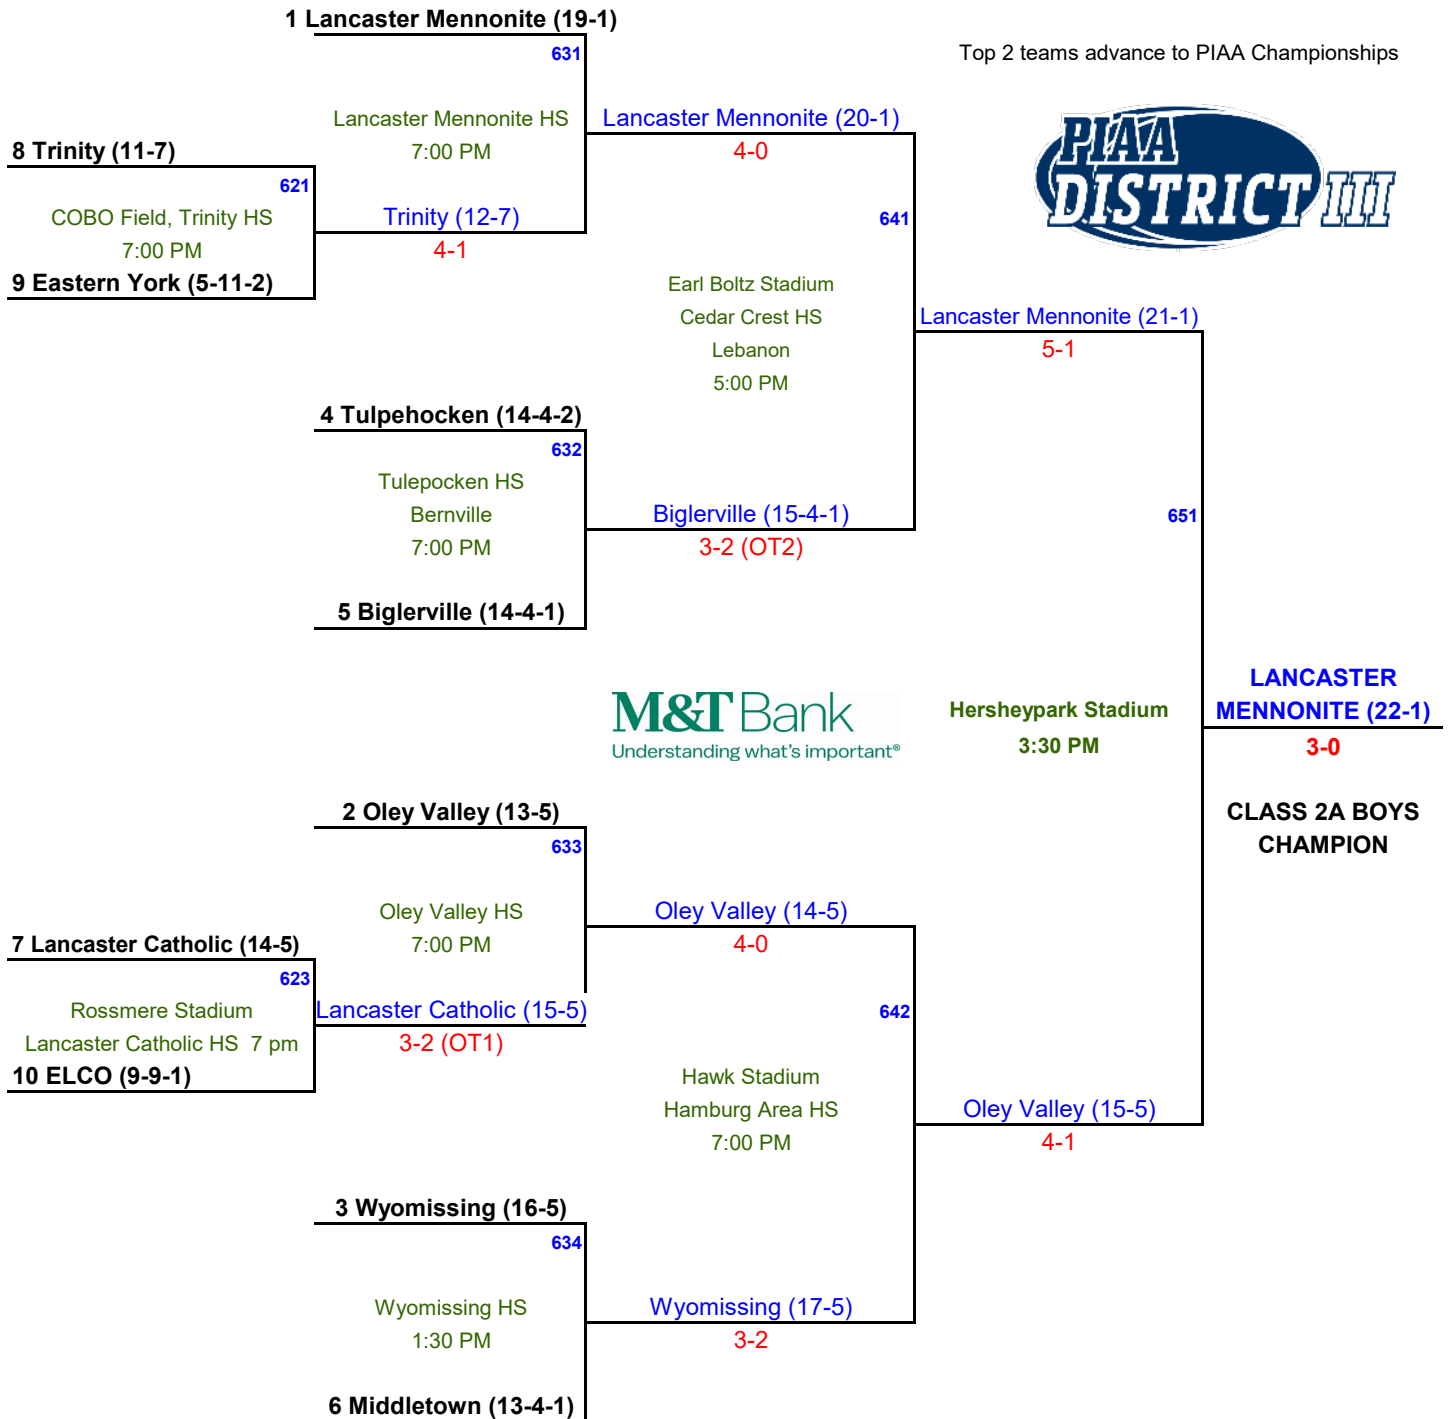 1 Lancaster Mennonite (19-1)
631
Top 2 teams advance to PIAA Championships
Lancaster Mennonite HS
7:00 PM
Lancaster Mennonite (20-1)
4-0
PIAA
DISTRICT III
8 Trinity (11-7)
621
COBO Field, Trinity HS
7:00 PM
9 Eastern York (5-11-2)
Trinity (12-7)
4-1
641
Earl Boltz Stadium
Cedar Crest HS
Lebanon
5:00 PM
Lancaster Mennonite (21-1)
5-1
4 Tulpehocken (14-4-2)
632
Tulepocken HS
Bernville
7:00 PM
Biglerville (15-4-1)
3-2 (OT2)
651
5 Biglerville (14-4-1)
M&T Bank
Understanding what's important®
Hersheypark Stadium
3:30 PM
LANCASTER
MENNONITE (22-1)
3-0
CLASS 2A BOYS
CHAMPION
2 Oley Valley (13-5)
633
Oley Valley HS
7:00 PM
Oley Valley (14-5)
4-0
7 Lancaster Catholic (14-5)
623
Rossmere Stadium
Lancaster Catholic HS 7 pm
10 ELCO (9-9-1)
Lancaster Catholic (15-5)
3-2 (OT1)
642
Hawk Stadium
Hamburg Area HS
7:00 PM
Oley Valley (15-5)
4-1
3 Wyomissing (16-5)
634
Wyomissing HS
1:30 PM
Wyomissing (17-5)
3-2
6 Middletown (13-4-1)